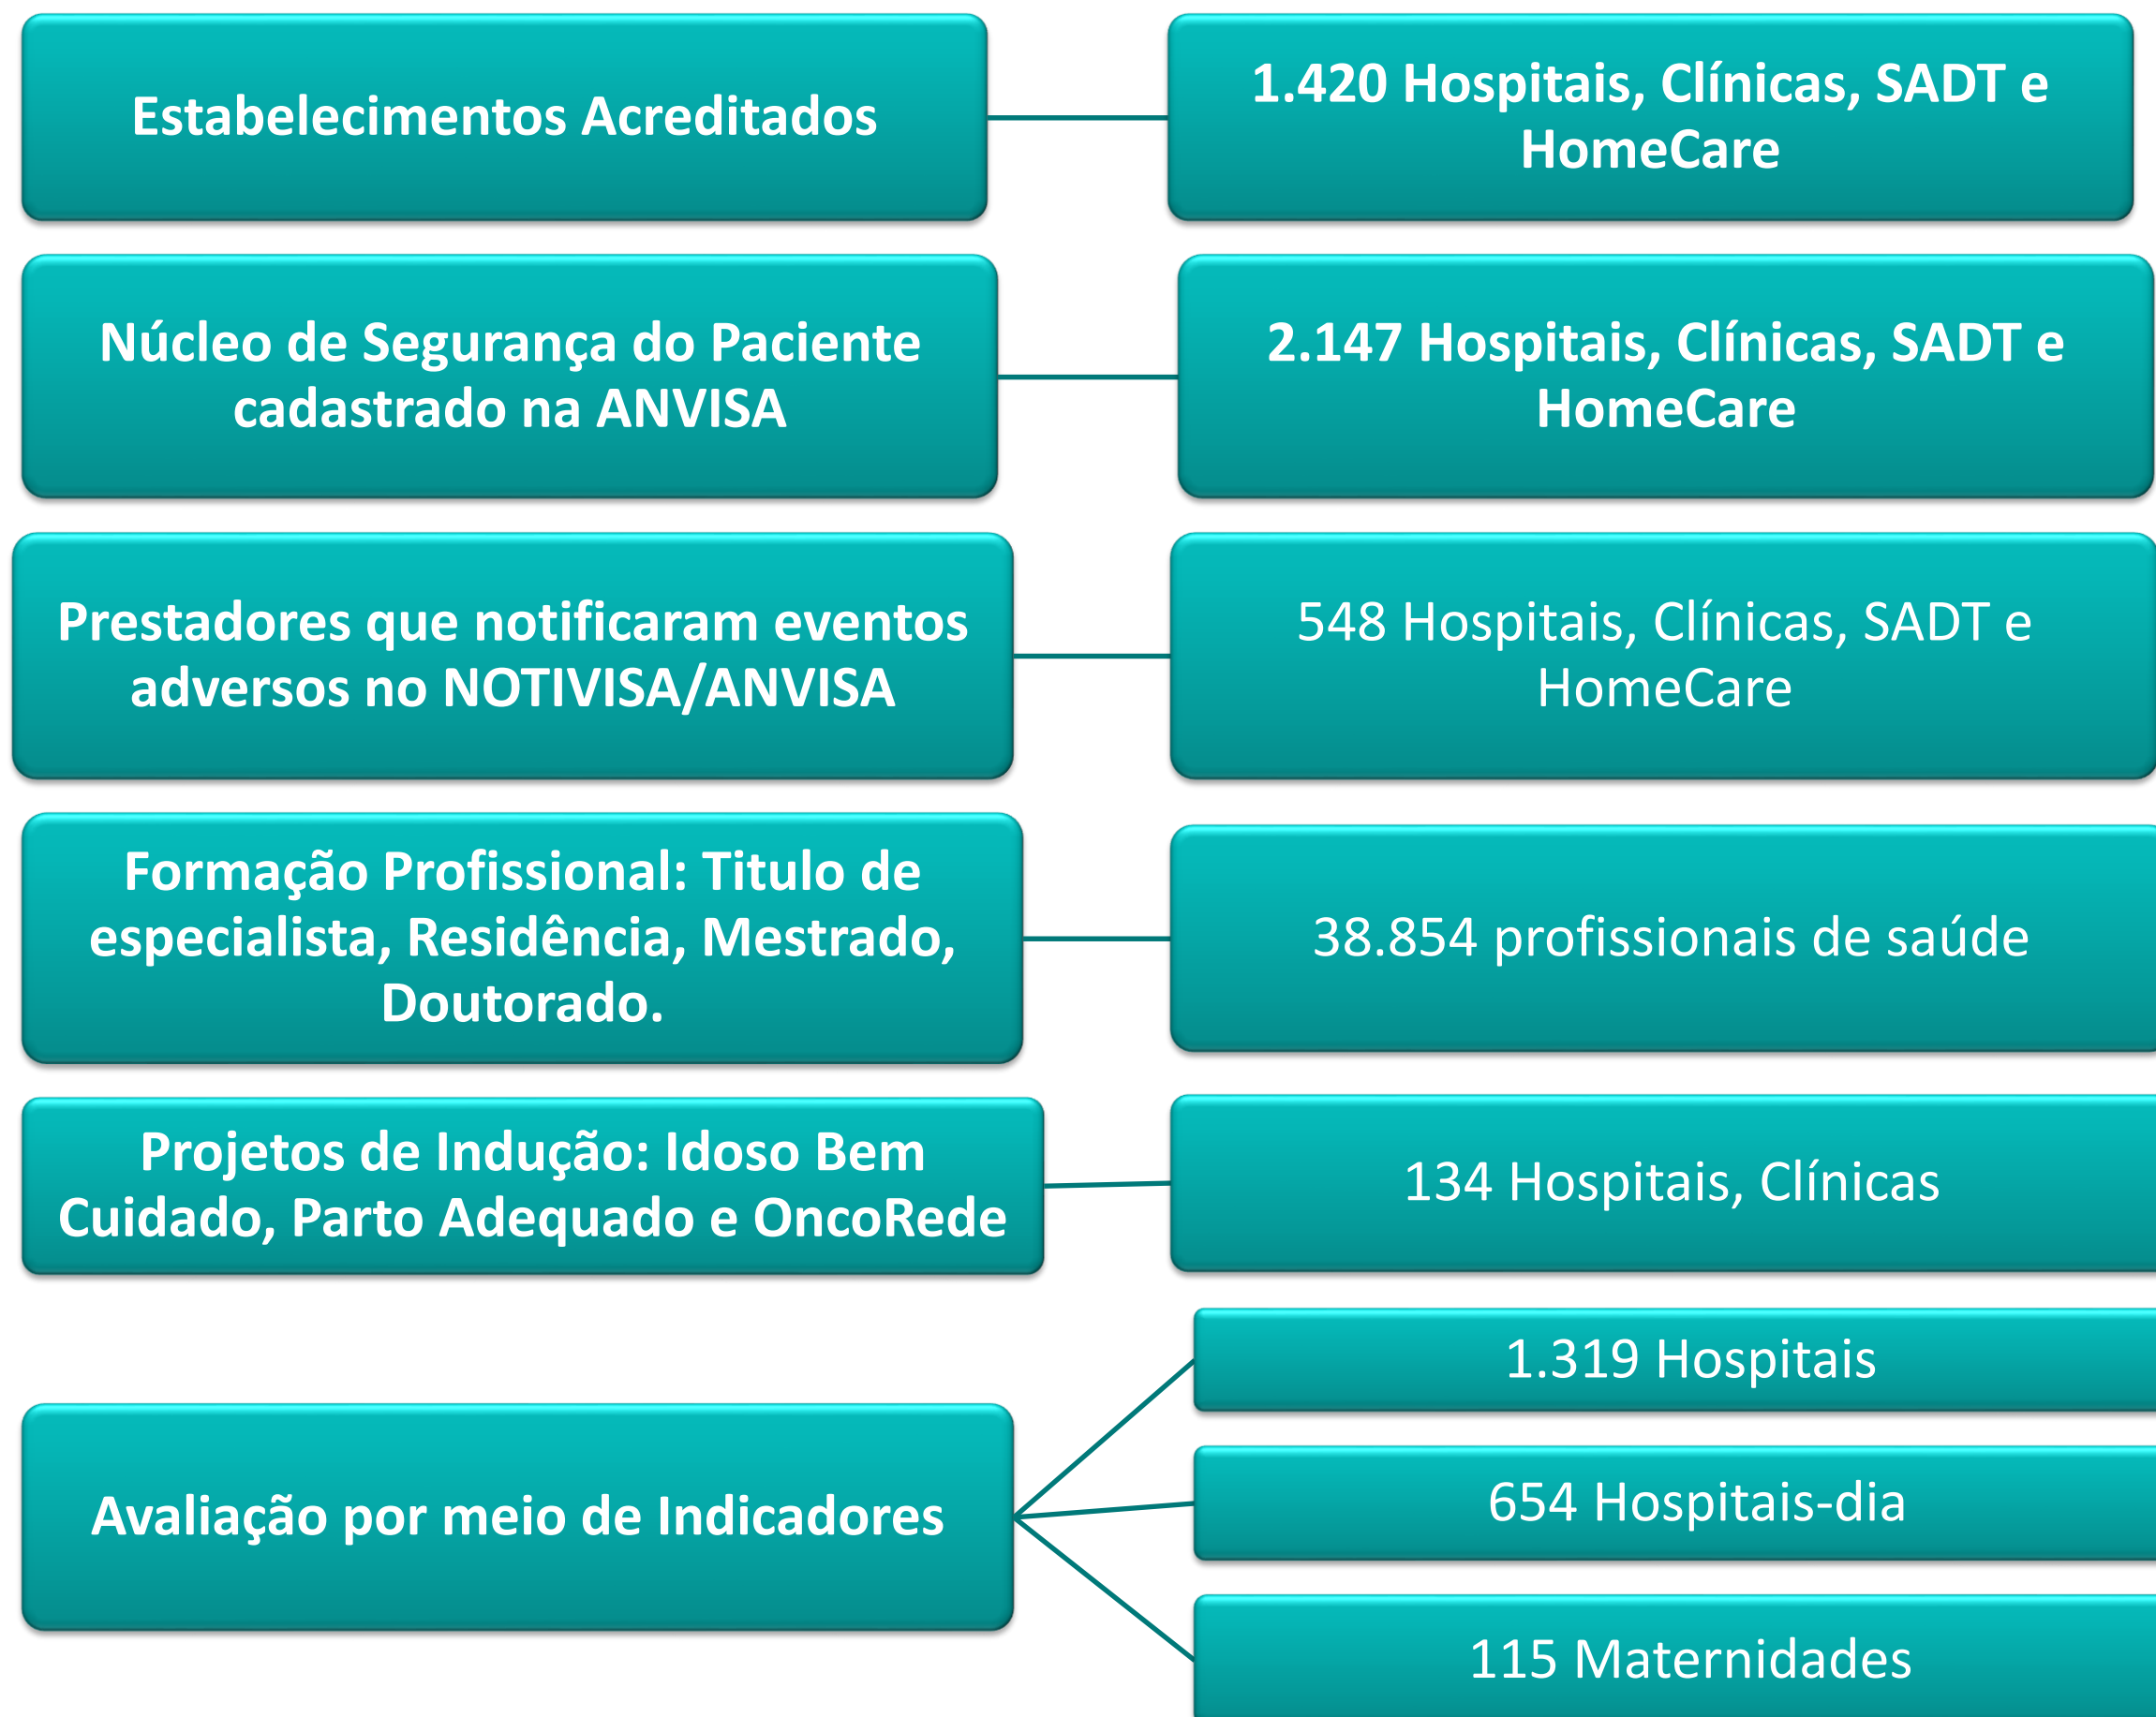 Estabelecimentos Acreditados
1.420 Hospitais, Clínicas, SADT e
HomeCare
Núcleo de Segurança do Paciente
cadastrado na ANVISA
2.147 Hospitais, Clínicas, SADT e
HomeCare
Prestadores que notificaram eventos
adversos no NOTIVISA/ANVISA
548 Hospitais, Clínicas, SADT e
HomeCare
Formação Profissional: Titulo de
especialista, Residência, Mestrado,
Doutorado.
38.854 profissionais de saúde
Projetos de Indução: Idoso Bem
Cuidado, Parto Adequado e OncoRede
134 Hospitais, Clínicas
Avaliação por meio de Indicadores
1.319 Hospitais
654 Hospitais-dia
115 Maternidades